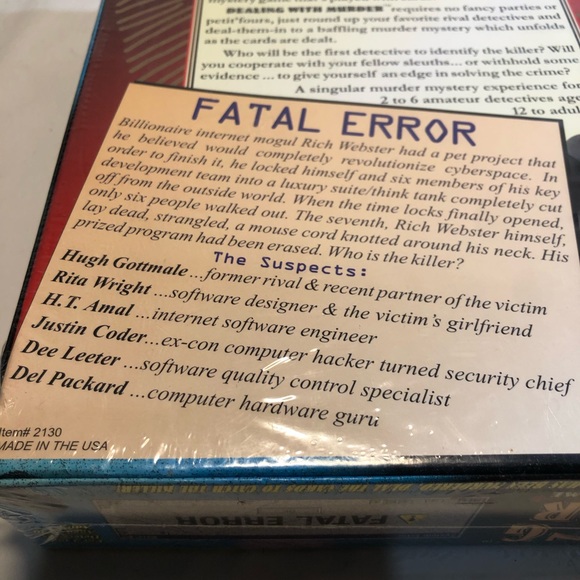 mystery game that's played with
DEALING WITH MURDER™ requires no fancy parties or
petit'fours, just round up your favorite rival detectives and
deal-them-in to a baffling murder mystery which unfolds
as the cards are dealt.
Who will be the first detective to identify the killer? Will
you cooperate with your fellow sleuths... or withhold some
evidence ... to give yourself an edge in solving the crime?
A singular murder mystery experience for
2 to 6 amateur detectives age
12 to adul
FATAL ERROR
Billionaire internet mogul Rich Webster had a pet project that
he believed would completely revolutionize cyberspace. In
order to finish it, he locked himself and six members of his key
development team into a luxury suite/think tank completely cut
off from the outside world. When the time locks finally opened,
only six people walked out. The seventh, Rich Webster himself,
lay dead, strangled, a mouse cord knotted around his neck. His
prized program had been erased. Who is the killer?
The Suspects:
Hugh Gottmale...former rival & recent partner of the victim
Rita Wright ...software designer & the victim's girlfriend
H.T. Amal ...internet software engineer
Justin Coder...ex-con computer hacker turned security chief
Dee Leeter ...software quality control specialist
Del Packard ...computer hardware guru
Item# 2130
MADE IN THE USA
FATAL ERROR